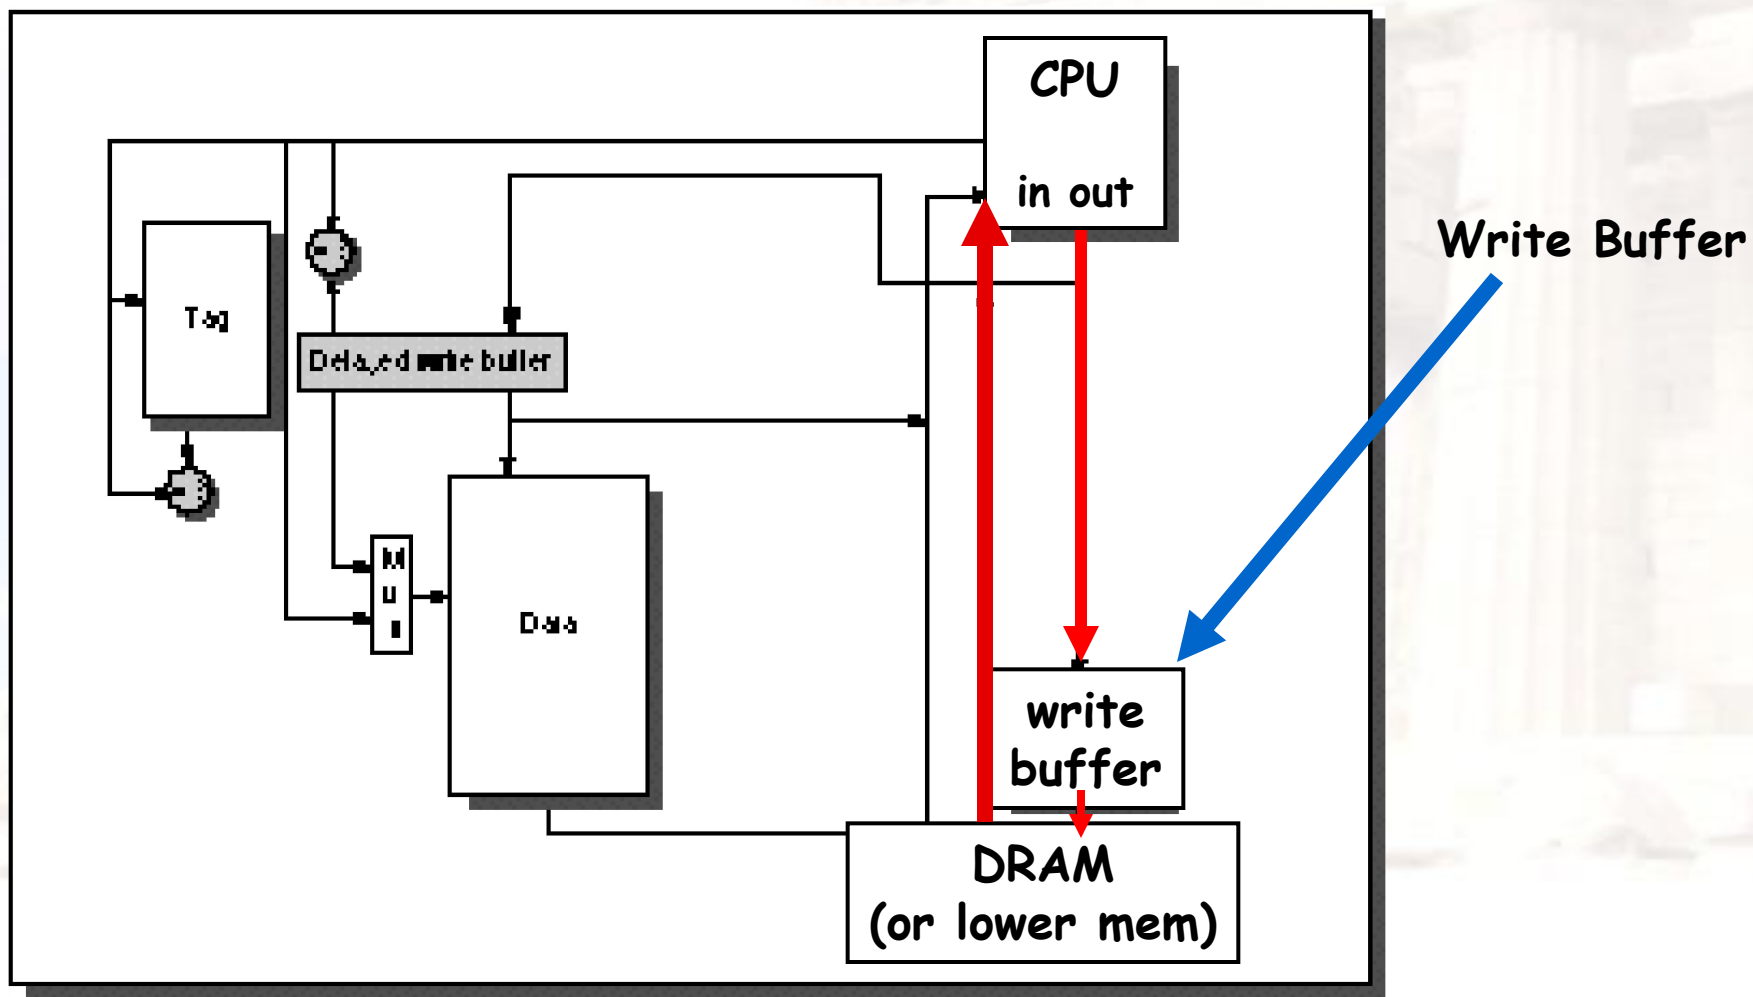 CPU
in out
Write Buffer
Tag
Delayed write buffer
M
u
Data
write
buffer
DRAM
(or lower mem)